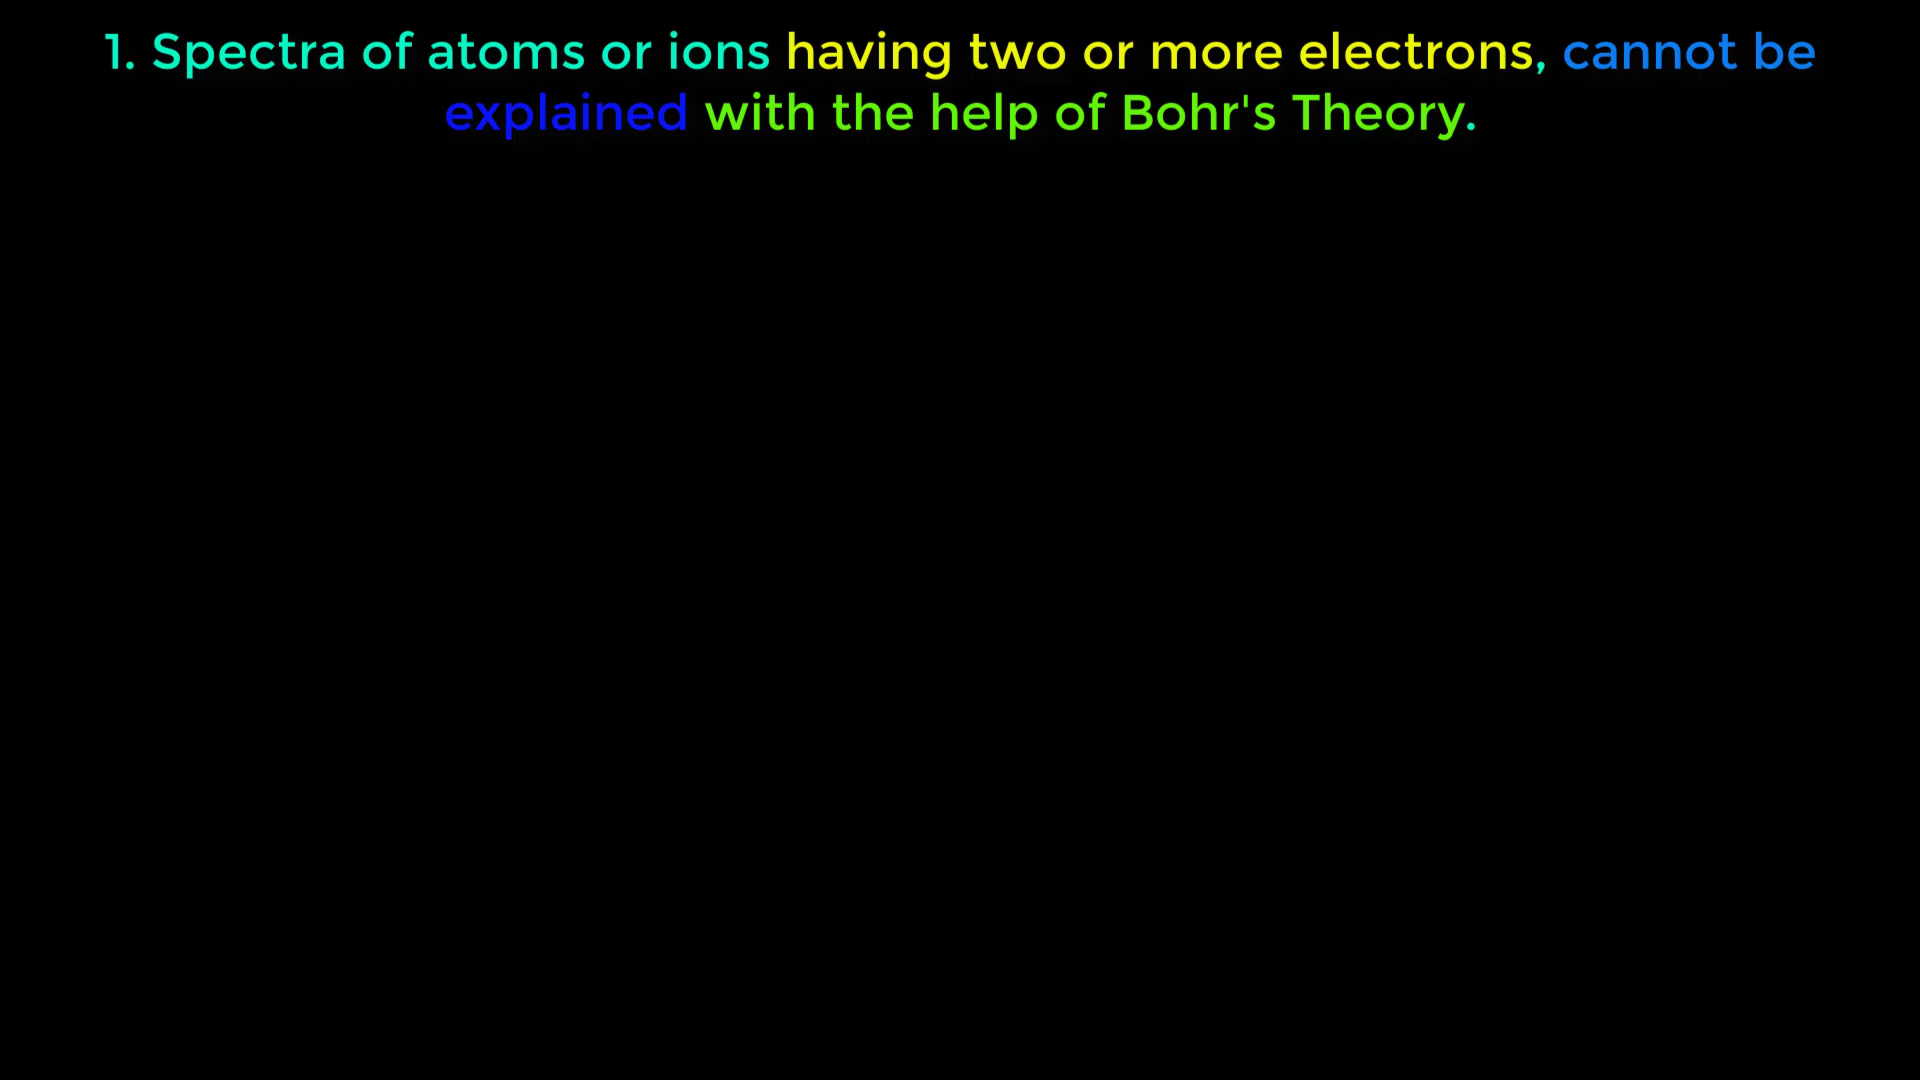 1. Spectra of atoms or ions having two or more electrons, cannot be
explained with the help of Bohr's Theory.